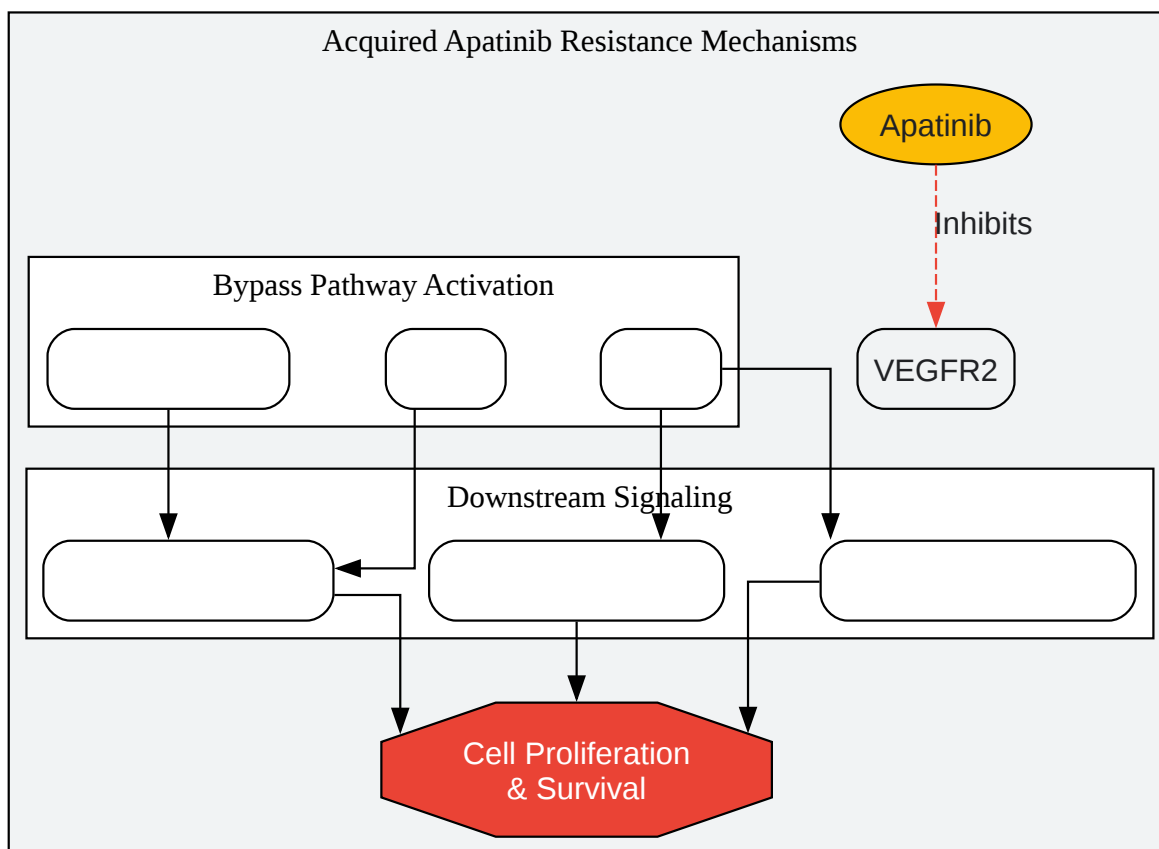 Acquired Apatinib Resistance Mechanisms
Apatinib
Inhibits
Bypass Pathway Activation
VEGFR2
Downstream Signaling
Cell Proliferation
& Survival